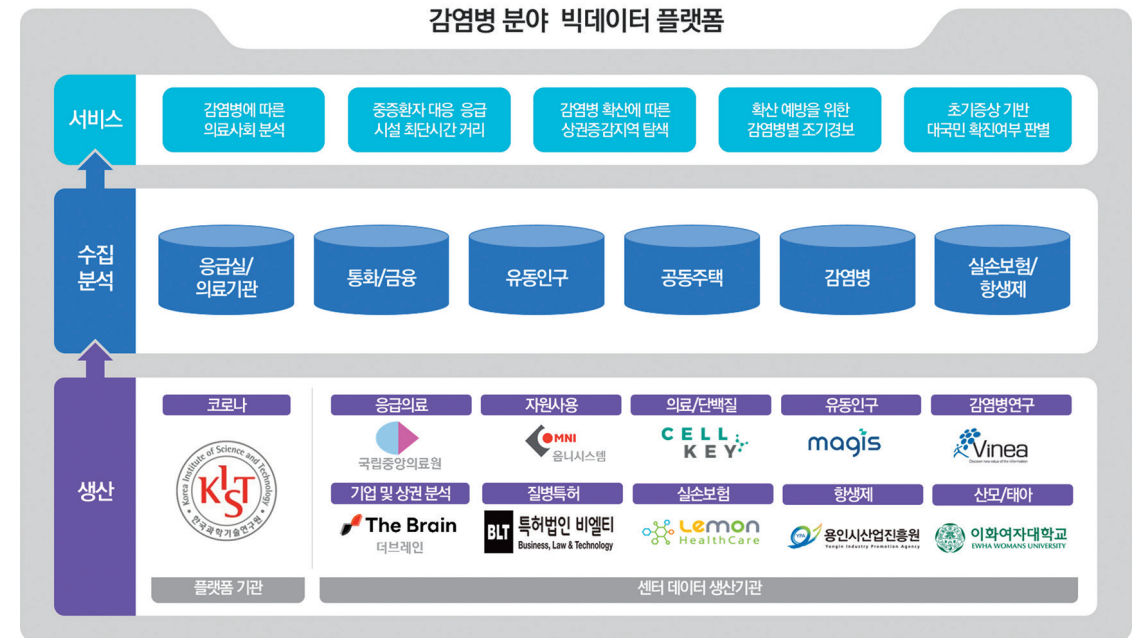 감염병 분야 빅데이터 플랫폼
서비스
감염병에 따른
의료사회 분석
중증환자 대응 응급
시설 최단시간 커리
감염병 확산에 따른
상권증감지역 탐색
확산 예방을 위한
감염병별 조기경보
초기증상 기반
대국민 확진여부 판별
수집
분석
응급실/
의료기관
통화/금융
유동인구
공동주택
감염병
실손보험/
항생제
생산
코로나
Korea Institute of Science and Technology
KIST
한국과학기술연구원
플랫폼 기관
응급의료
국립중앙의료원
자원사용
OMNI
옴니시스템
의료/단백질
CELL
KEY
유동인구
magis
감염병연구
Vinea
Discover new value of the information
기업 및 상권 분석
The Brain
더브레인
질병특허
BLT
특허법인 비엘티
Business, Law & Technology
실손보험
Lemon
HealthCare
항생제
YPA
용인시산업진흥원
Yongin Industry Promotion Agency
산모/태아
이화여자대학교
EWHA WOMANS UNIVERSITY
센터 데이터 생산기관